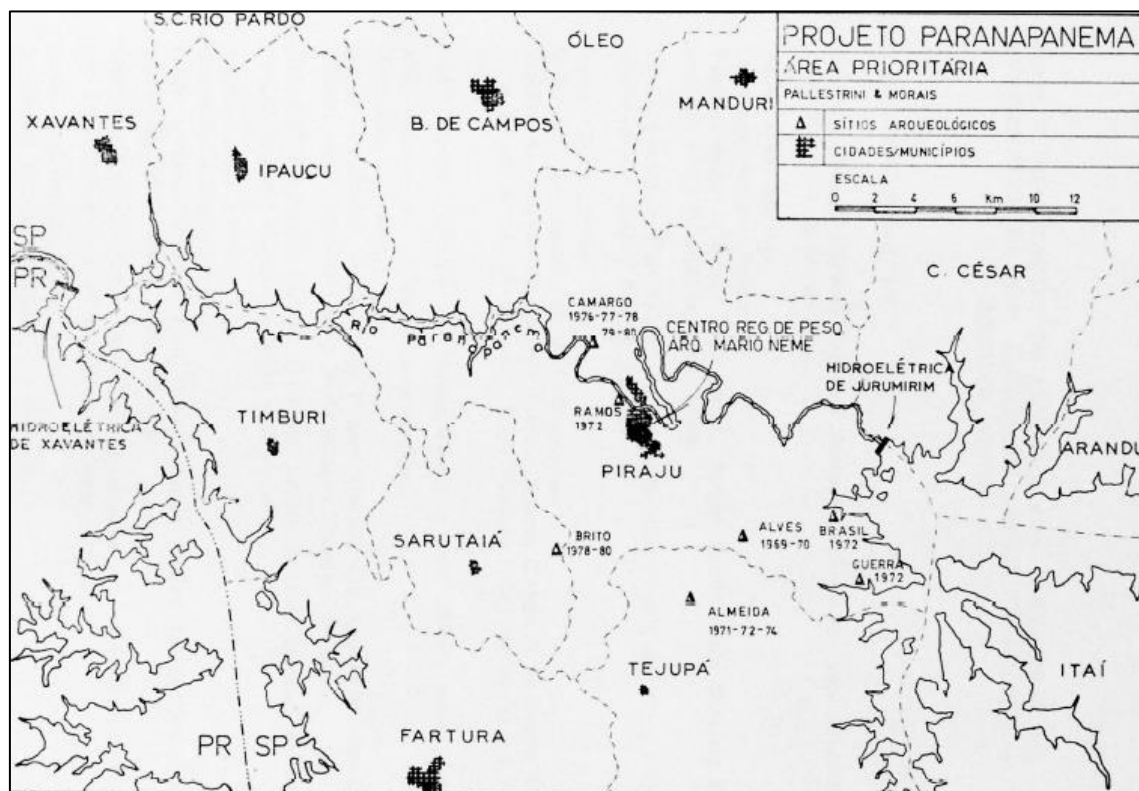 S.C. RIO PARDO
ÓLEO
PROJETO PARANAPANEMA
ÁREA PRIORITÁRIA
PALLESTRINI & MORAIS
SÍTIOS ARQUEOLÓGICOS
CIDADES/MUNICÍPIOS
ESCALA
0 2 4 6 Km 10 12
MANDURI
XAVANTES
B. DE CAMPOS
IPAUÇU
SP
PR
C. CÉSAR
RIO Paranapanema
CAMARGO
1976-77-78
79-80
CENTRO REG. DE PESQ.
ARQ. MARIO NEME
HIDROELÉTRICA
DE JURUMIRIM
RAMOS
1972
TIMBURI
HIDROELÉTRICA
DE XAVANTES
PIRAJU
ARANDU
SARUTAIÁ
BRITO
1978-80
ALVES
1969-70
BRASIL
1972
GUERRA
1972
ALMEIDA
1971-72-74
TEJUPÁ
ITAÍ
PR SP
FARTURA